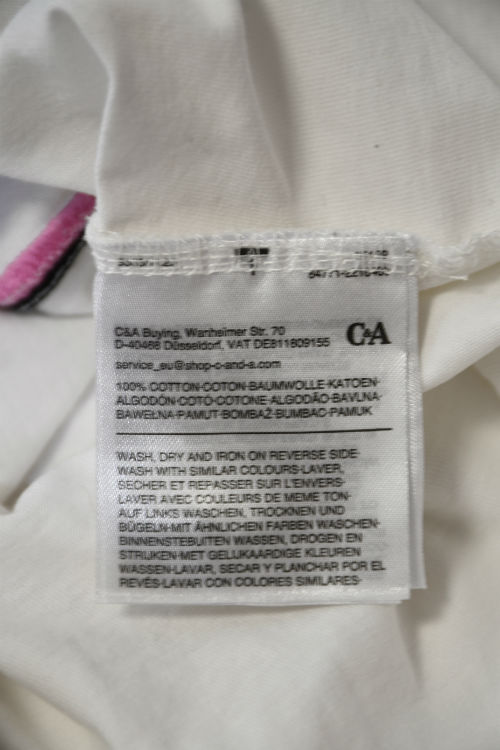 C&A Buying, Wanheimer Str. 70
D-40468 Düsseldorf, VAT DE811809155
C&A
service_eu@shop-c-and-a.com
100% COTTON-COTON-BAUMWOLLE-KATOEN-
ALGODÓN-COTÓ-COTONE-ALGODÃO-BAVLNA-
BAWEŁNA-PAMUT-BOMBAŽ-BUMBAC-PAMUK
WASH, DRY AND IRON ON REVERSE SIDE-
WASH WITH SIMILAR COLOURS-LAVER,
SECHER ET REPASSER SUR L'ENVERS-
LAVER AVEC COULEURS DE MEME TON-
AUF LINKS WASCHEN, TROCKNEN UND
BÜGELN-MIT ÄHNLICHEN FARBEN WASCHEN-
BINNENSTEBUITEN WASSEN, DROGEN EN
STRIJKEN-MET GELIJKAARDIGE KLEUREN
WASSEN-LAVAR, SECAR Y PLANCHAR POR EL
REVÉS-LAVAR CON COLORES SIMILARES-